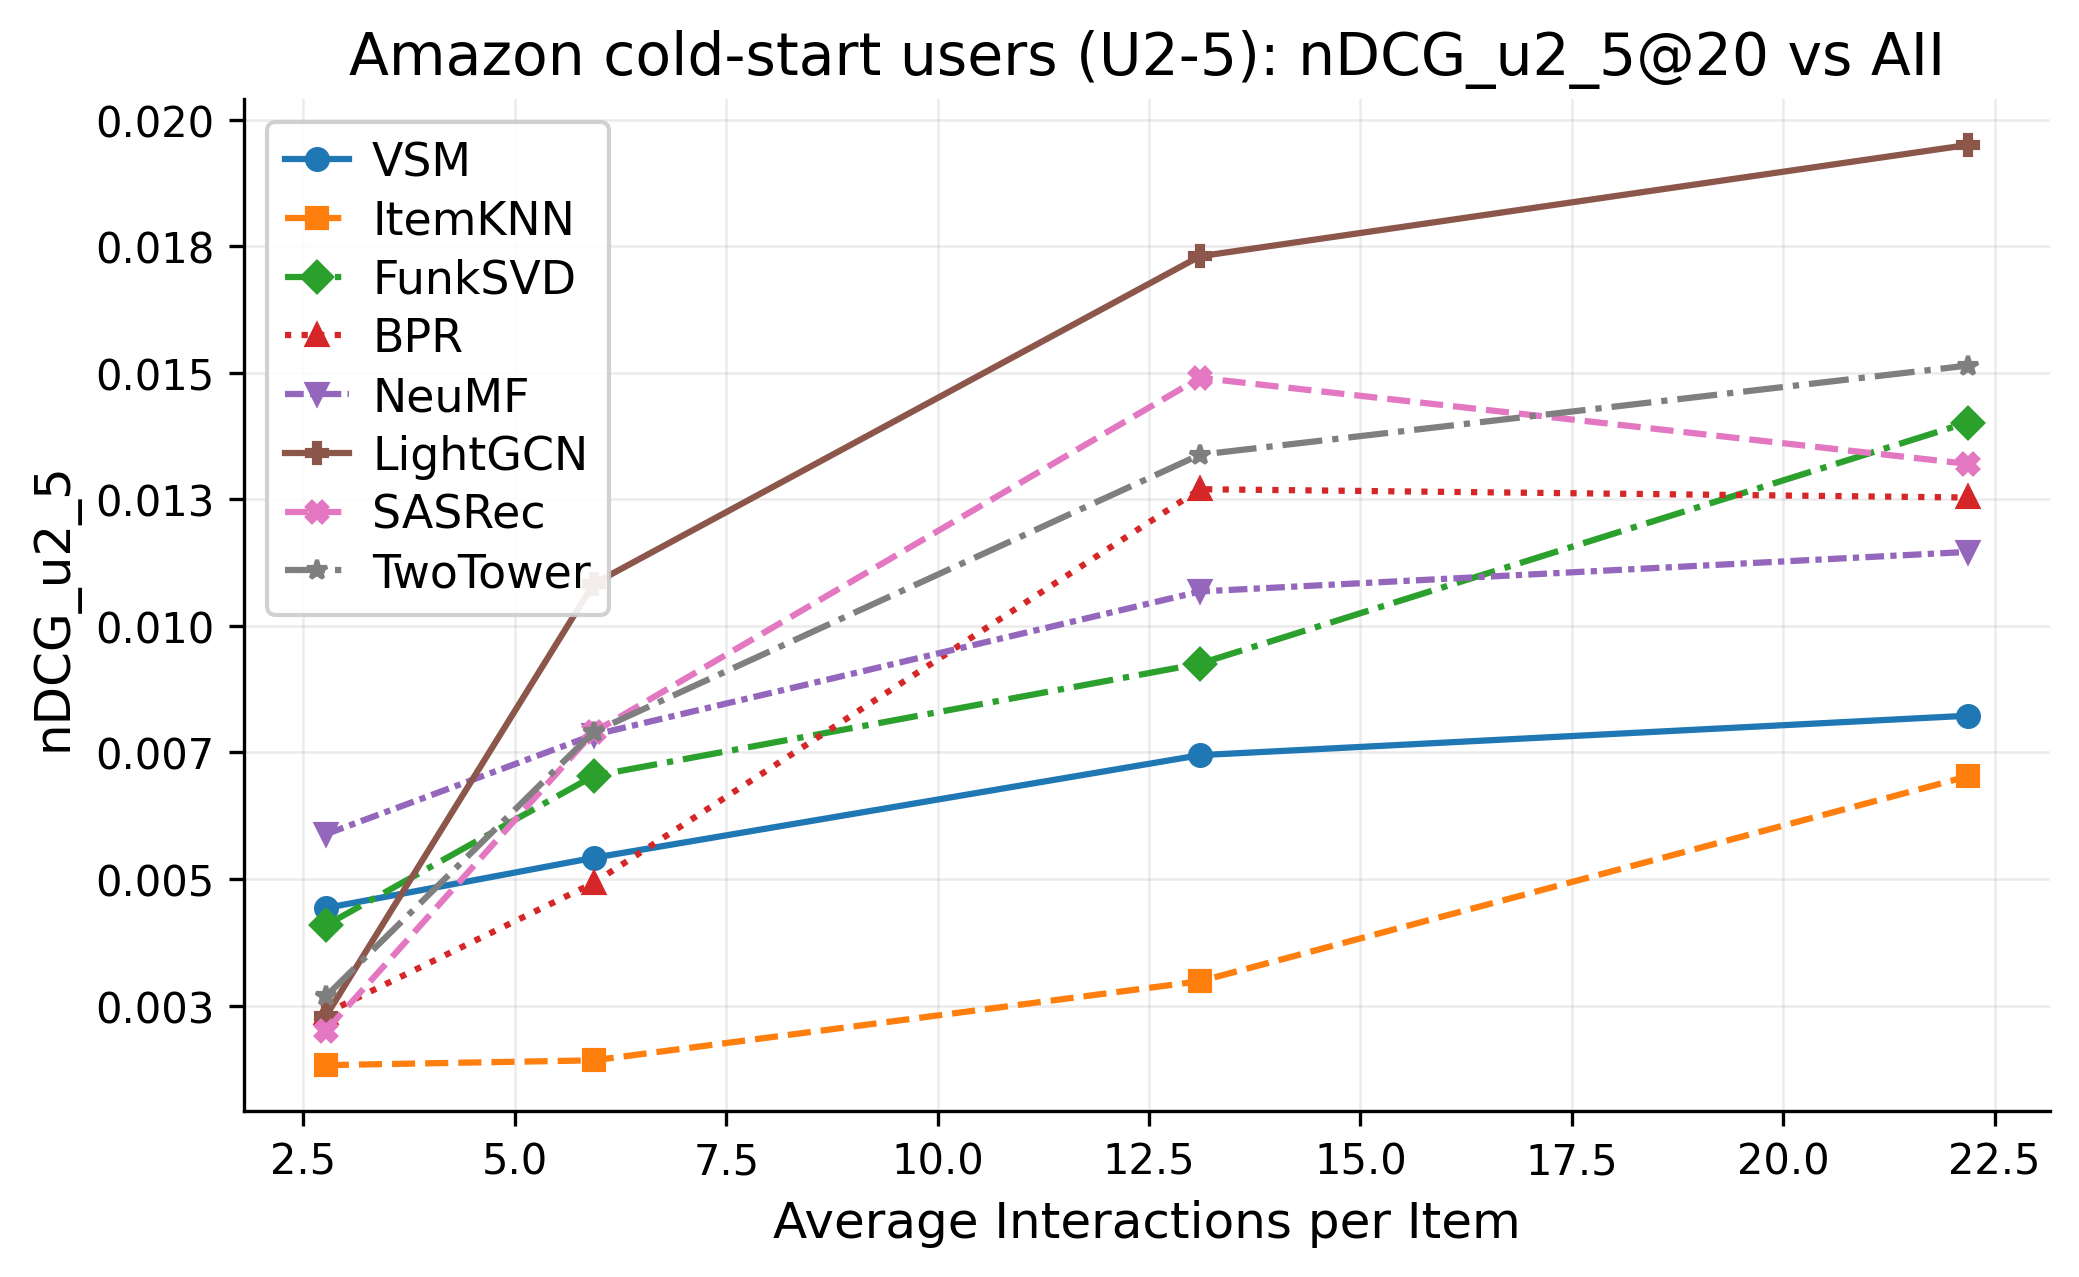 Amazon cold-start users (U2-5): nDCG_u2_5@20 vs AII
0.020
0.018
0.015
0.013
0.010
0.007
0.005
0.003
nDCG_u2_5
VSM
ItemKNN
FunkSVD
BPR
NeuMF
LightGCN
SASRec
TwoTower
2.5 5.0 7.5 10.0 12.5 15.0 17.5 20.0 22.5
Average Interactions per Item